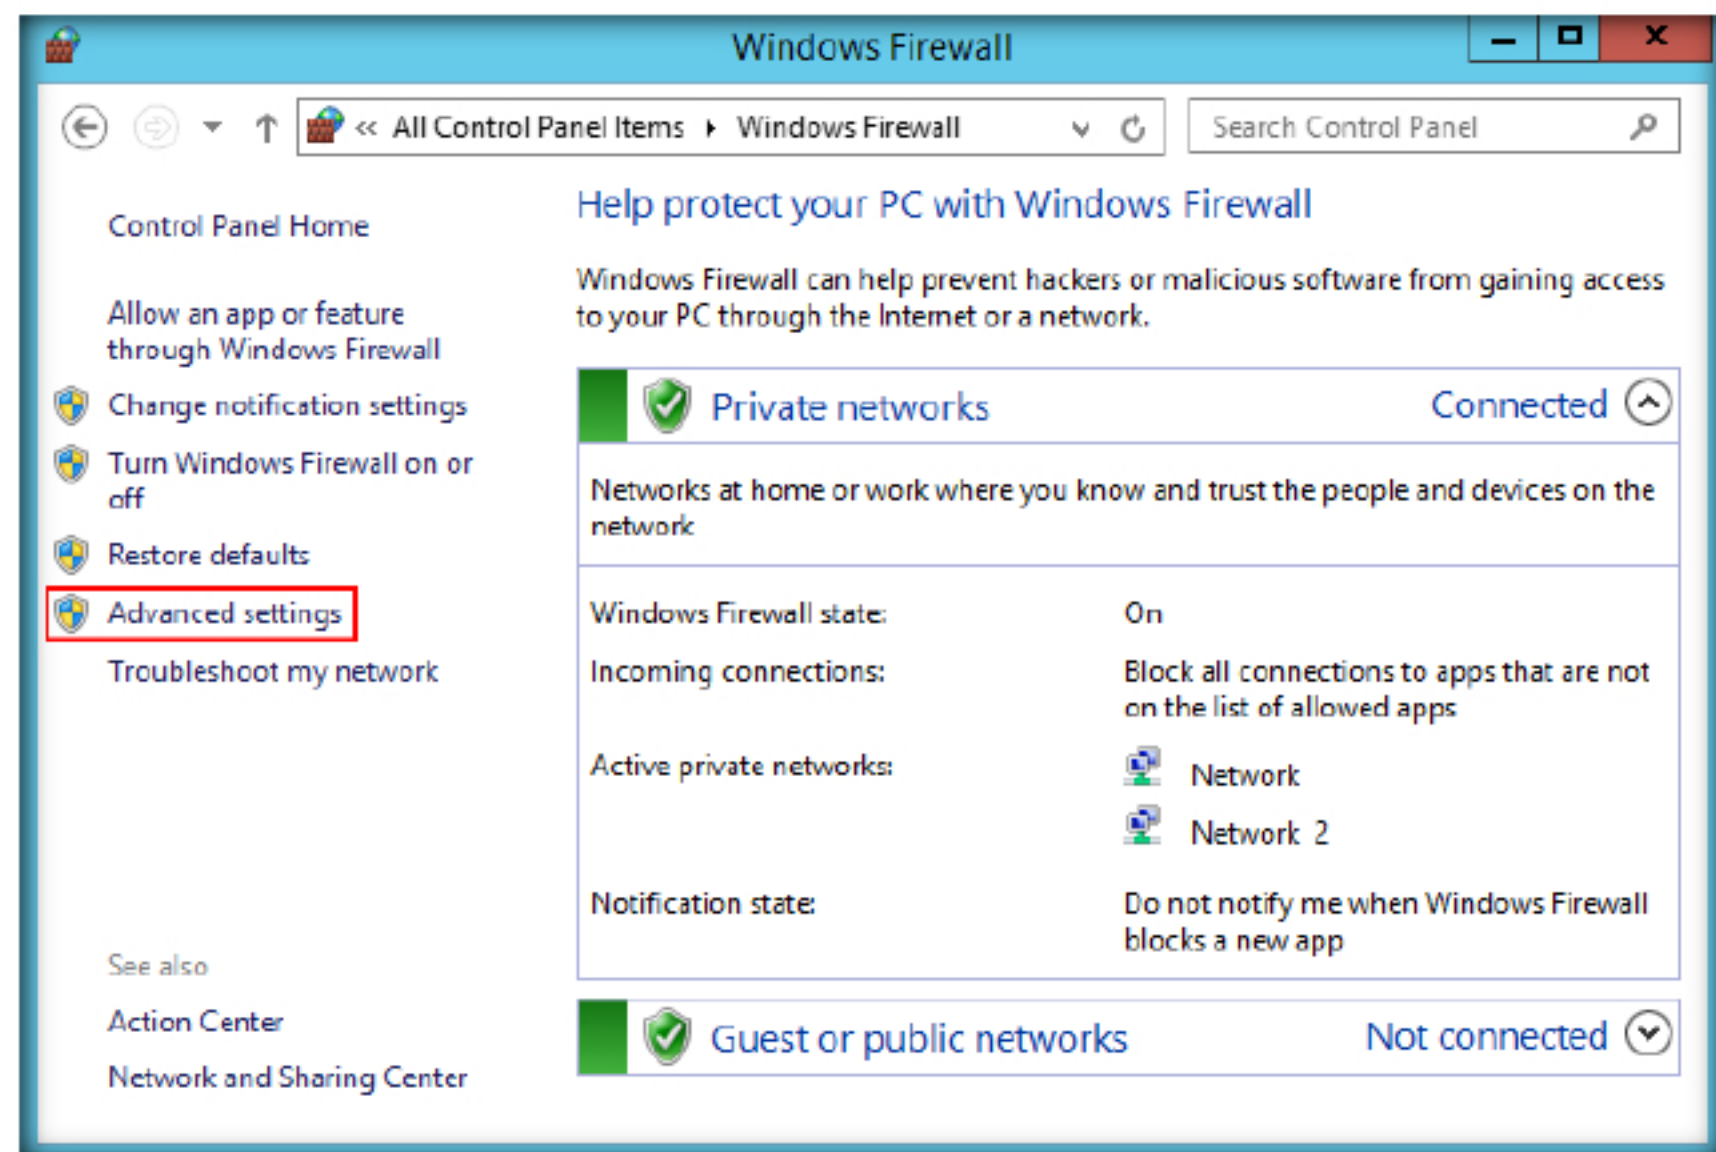 Windows Firewall
« All Control Panel Items Windows Firewall
Search Control Panel
Control Panel Home
Allow an app or feature
through Windows Firewall
Change notification settings
Turn Windows Firewall on or
off
Restore defaults
Advanced settings
Troubleshoot my network
See also
Action Center
Network and Sharing Center
Help protect your PC with Windows Firewall
Windows Firewall can help prevent hackers or malicious software from gaining access
to your PC through the Internet or a network.
Private networks Connected
Networks at home or work where you know and trust the people and devices on the
network
Windows Firewall state: On
Incoming connections: Block all connections to apps that are not
on the list of allowed apps
Active private networks: Network
Network 2
Notification state: Do not notify me when Windows Firewall
blocks a new app
Guest or public networks Not connected